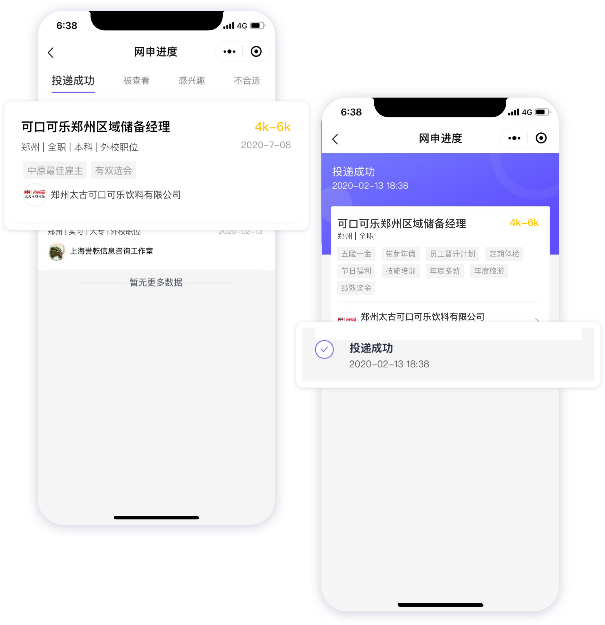 6:38
4G
网申进度
投递成功
被查看
感兴趣
不合适
可口可乐郑州区域储备经理
4k-6k
郑州 | 全职 | 本科 | 外校职位
2020-7-08
中原最佳雇主
有双选会
郑州太古可口可乐饮料有限公司
郑州 | 实习 | 大专 | 外校职位
2020-02-13
上海誉乾信息咨询工作室
暂无更多数据
6:38
4G
网申进度
投递成功
2020-02-13 18:38
可口可乐郑州区域储备经理
4k-6k
郑州 | 全职
五险一金
带薪年假
员工晋升计划
定期体检
节日福利
技能培训
年底多薪
年度旅游
绩效奖金
郑州太古可口可乐饮料有限公司
投递成功
2020-02-13 18:38